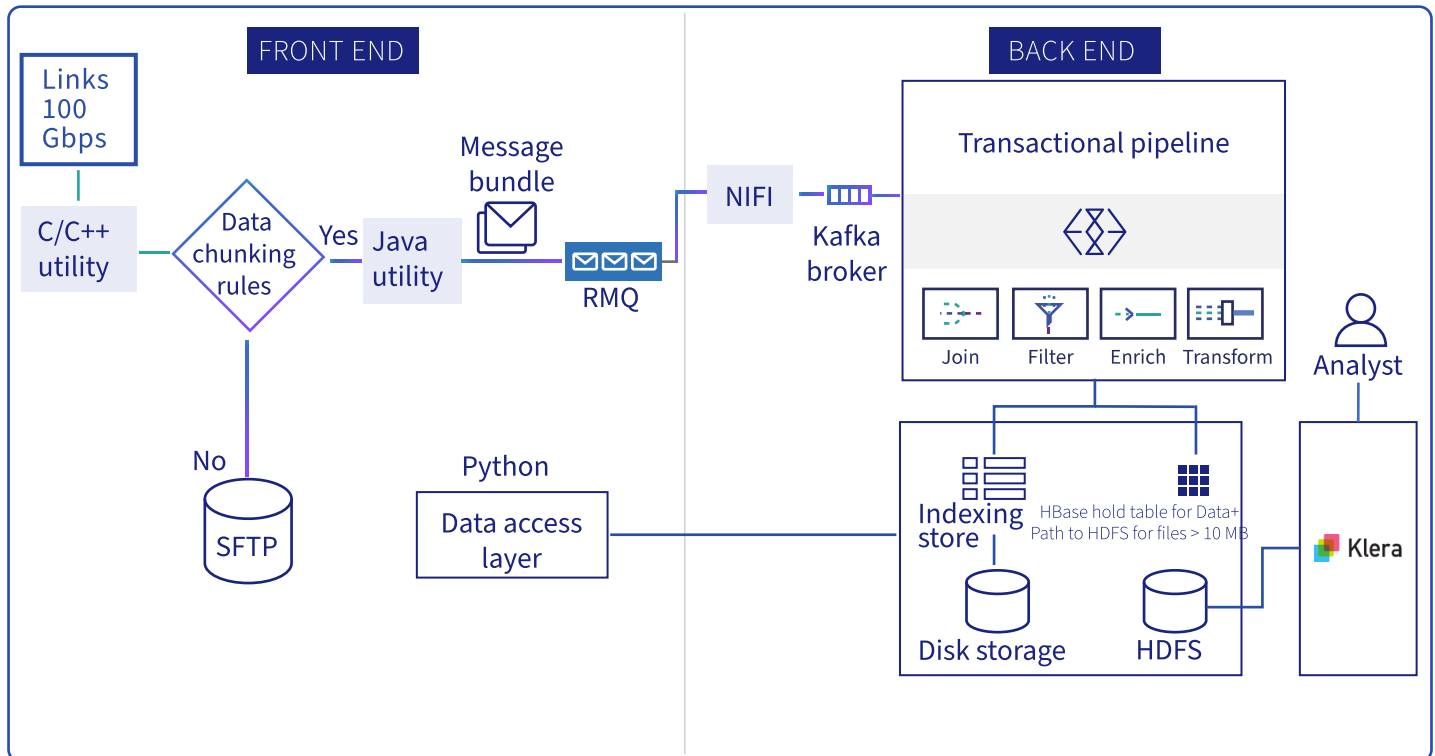 FRONT END
BACK END
Links
100
Gbps
C/C++
utility
Data
chunking
rules
Yes
Java
utility
Message
bundle
RMQ
No
SFTP
Python
Data access
layer
NIFI
Kafka
broker
Transactional pipeline
Join
Filter
Enrich
Transform
Analyst
Indexing
store
HBase hold table for Data+
Path to HDFS for files > 10 MB
Disk storage
HDFS
Klera